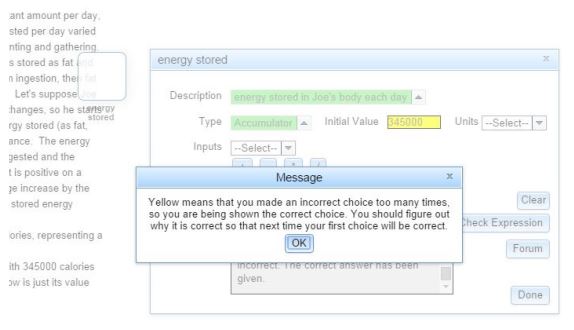 ant amount per day,
sted per day varied
nting and gathering.
s stored as fat and
n ingestion, then fat
Let's suppose Joe
changes, so he starts
rgy stored (as fat,
ance. The energy
gested and the
t is positive on a
ge increase by the
stored energy
ories, representing a
ith 345000 calories
ow is just its value
energy
stored
energy stored
x
Description energy stored in Joe's body each day
Type Accumulator Initial Value 345000 Units --Select--
Inputs --Select--
+ - * /
Message x
Yellow means that you made an incorrect choice too many times,
so you are being shown the correct choice. You should figure out
why it is correct so that next time your first choice will be correct.
OK
Clear
Check Expression
Forum
incorrect. The correct answer has been
given.
Done